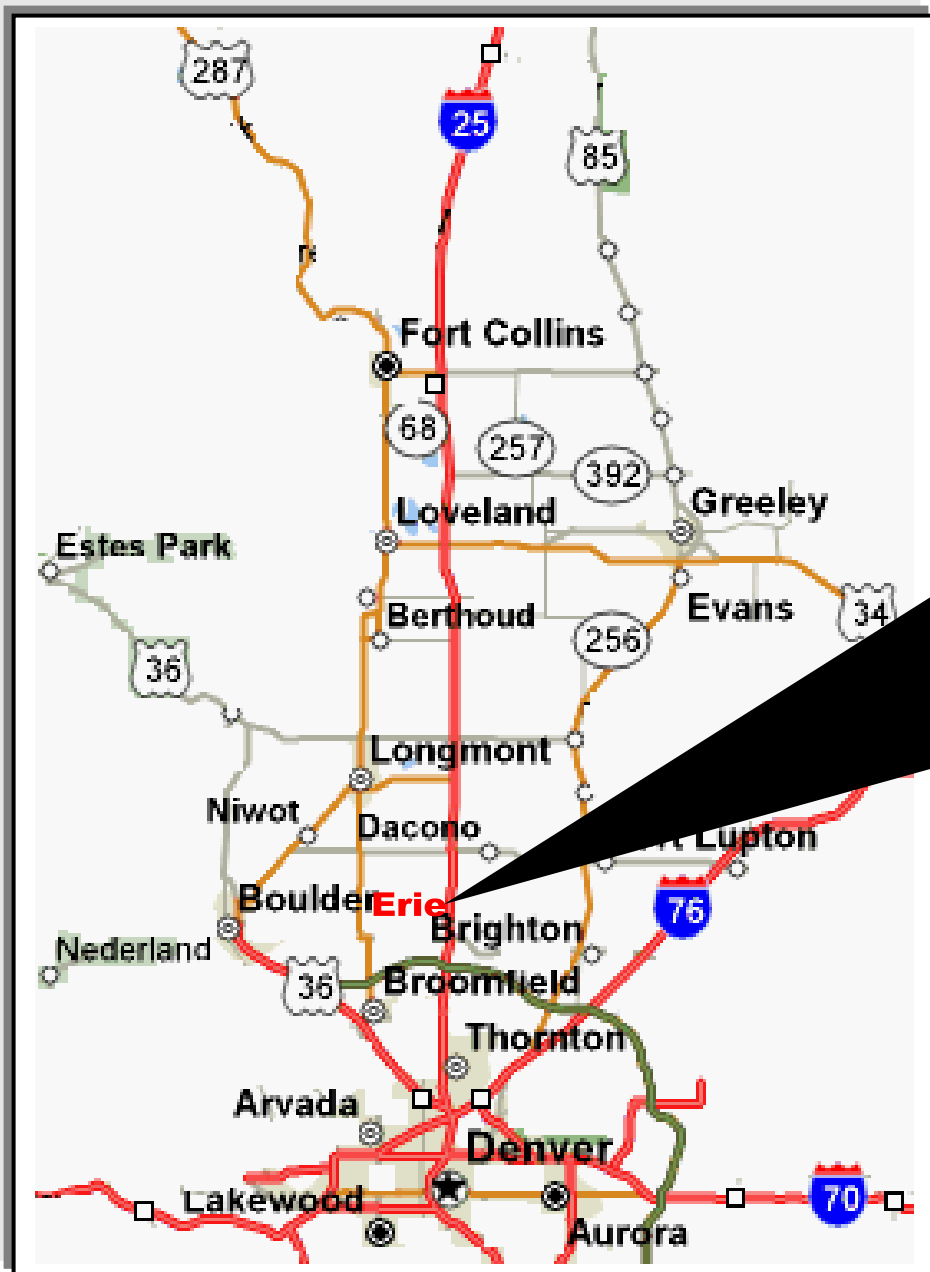 287
25
85
Fort Collins
68
257
392
Greeley
Loveland
Estes Park
Berthoud
Evans
34
256
36
Longmont
Niwot
Dacono
Lupton
Boulder
Erie
76
Brighton
Nederland
36
Broomfield
Thornton
Arvada
Denver
Lakewood
70
Aurora